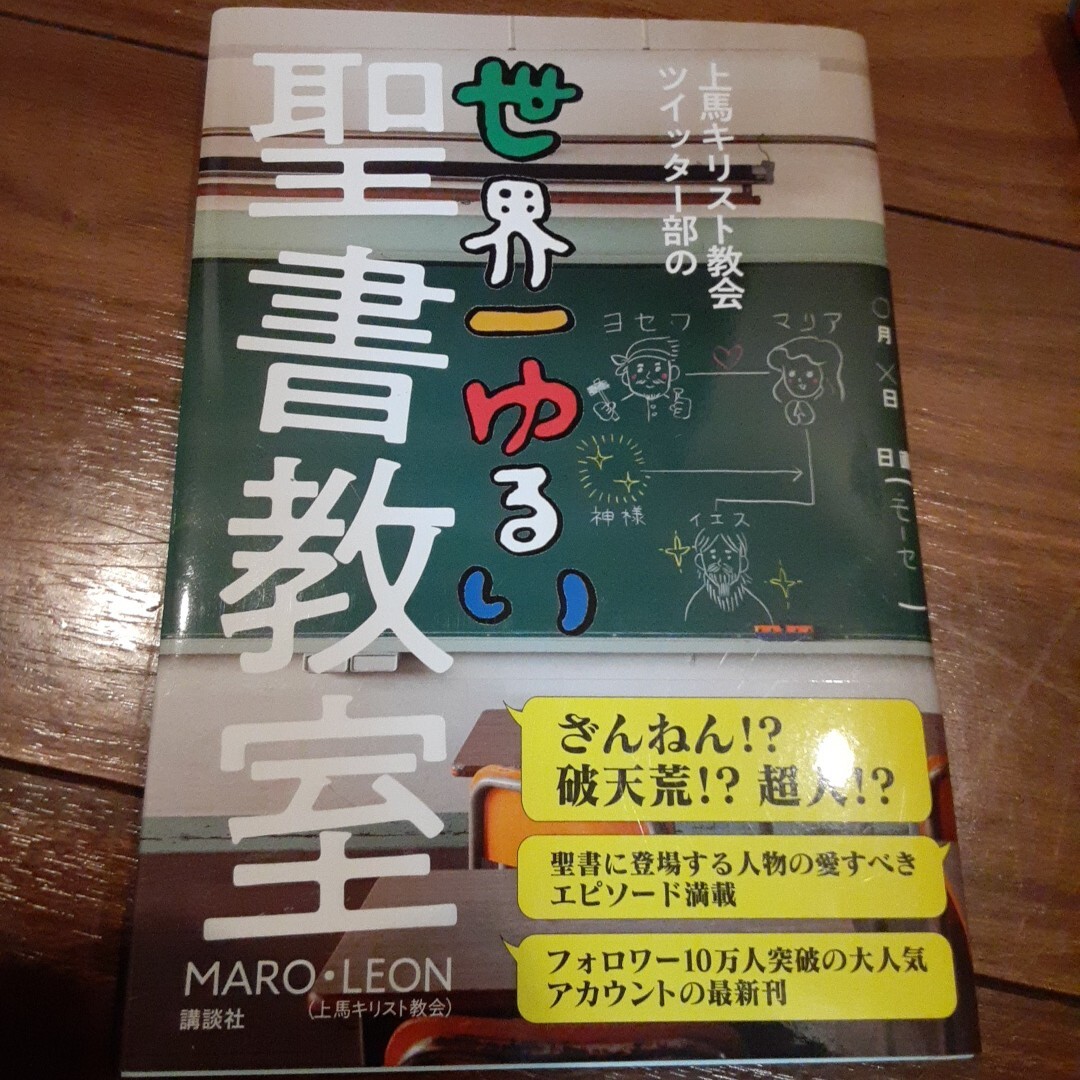 上馬キリスト教会
ツイッター部の
世界一ゆるい
聖書教室
ヨセフ
マリア
神様
イエス
〇月
×日
日
(モーセ)
ざんねん!?
破天荒!? 超人!?
聖書に登場する人物の愛すべき
エピソード満載
フォロワー10万人突破の大人気
アカウントの最新刊
MARO・LEON
(上馬キリスト教会)
講談社